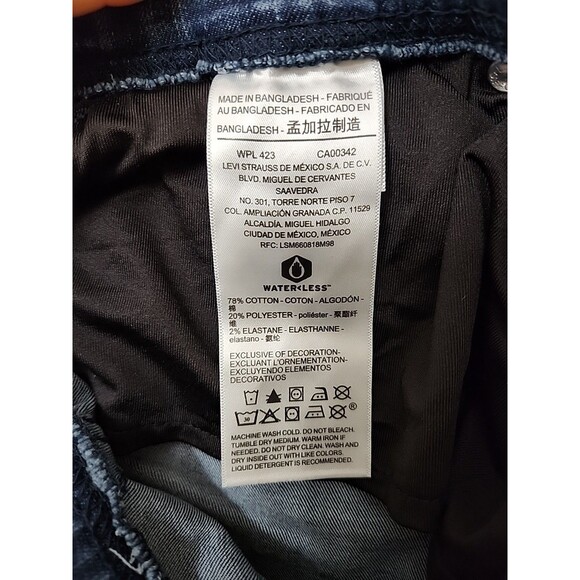 MADE IN BANGLADESH - FABRIQUÉ
AU BANGLADESH - FABRICADO EN
BANGLADESH - 孟加拉制造
WPL 423 CA00342
LEVI STRAUSS DE MÉXICO S.A. DE C.V.
BLVD. MIGUEL DE CERVANTES
SAAVEDRA
NO. 301, TORRE NORTE PISO 7
COL. AMPLIACIÓN GRANADA C.P. 11529
ALCALDÍA. MIGUEL HIDALGO
CIUDAD DE MÉXICO, MÉXICO
RFC: LSM660818M98
WATER<LESS™
78% COTTON - COTON - ALGODÓN -
棉
20% POLYESTER - poliéster - 聚酯纤
维
2% ELASTANE - ELASTHANNE -
elastano - 氨纶
EXCLUSIVE OF DECORATION-
EXCLUANT L'ORNEMENTATION-
EXCLUYENDO ELEMENTOS
DECORATIVOS
30
®
MACHINE WASH COLD. DO NOT BLEACH.
TUMBLE DRY MEDIUM. WARM IRON IF
NEEDED. DO NOT DRY CLEAN. WASH AND
DRY INSIDE OUT WITH LIKE COLORS.
LIQUID DETERGENT IS RECOMMENDED.